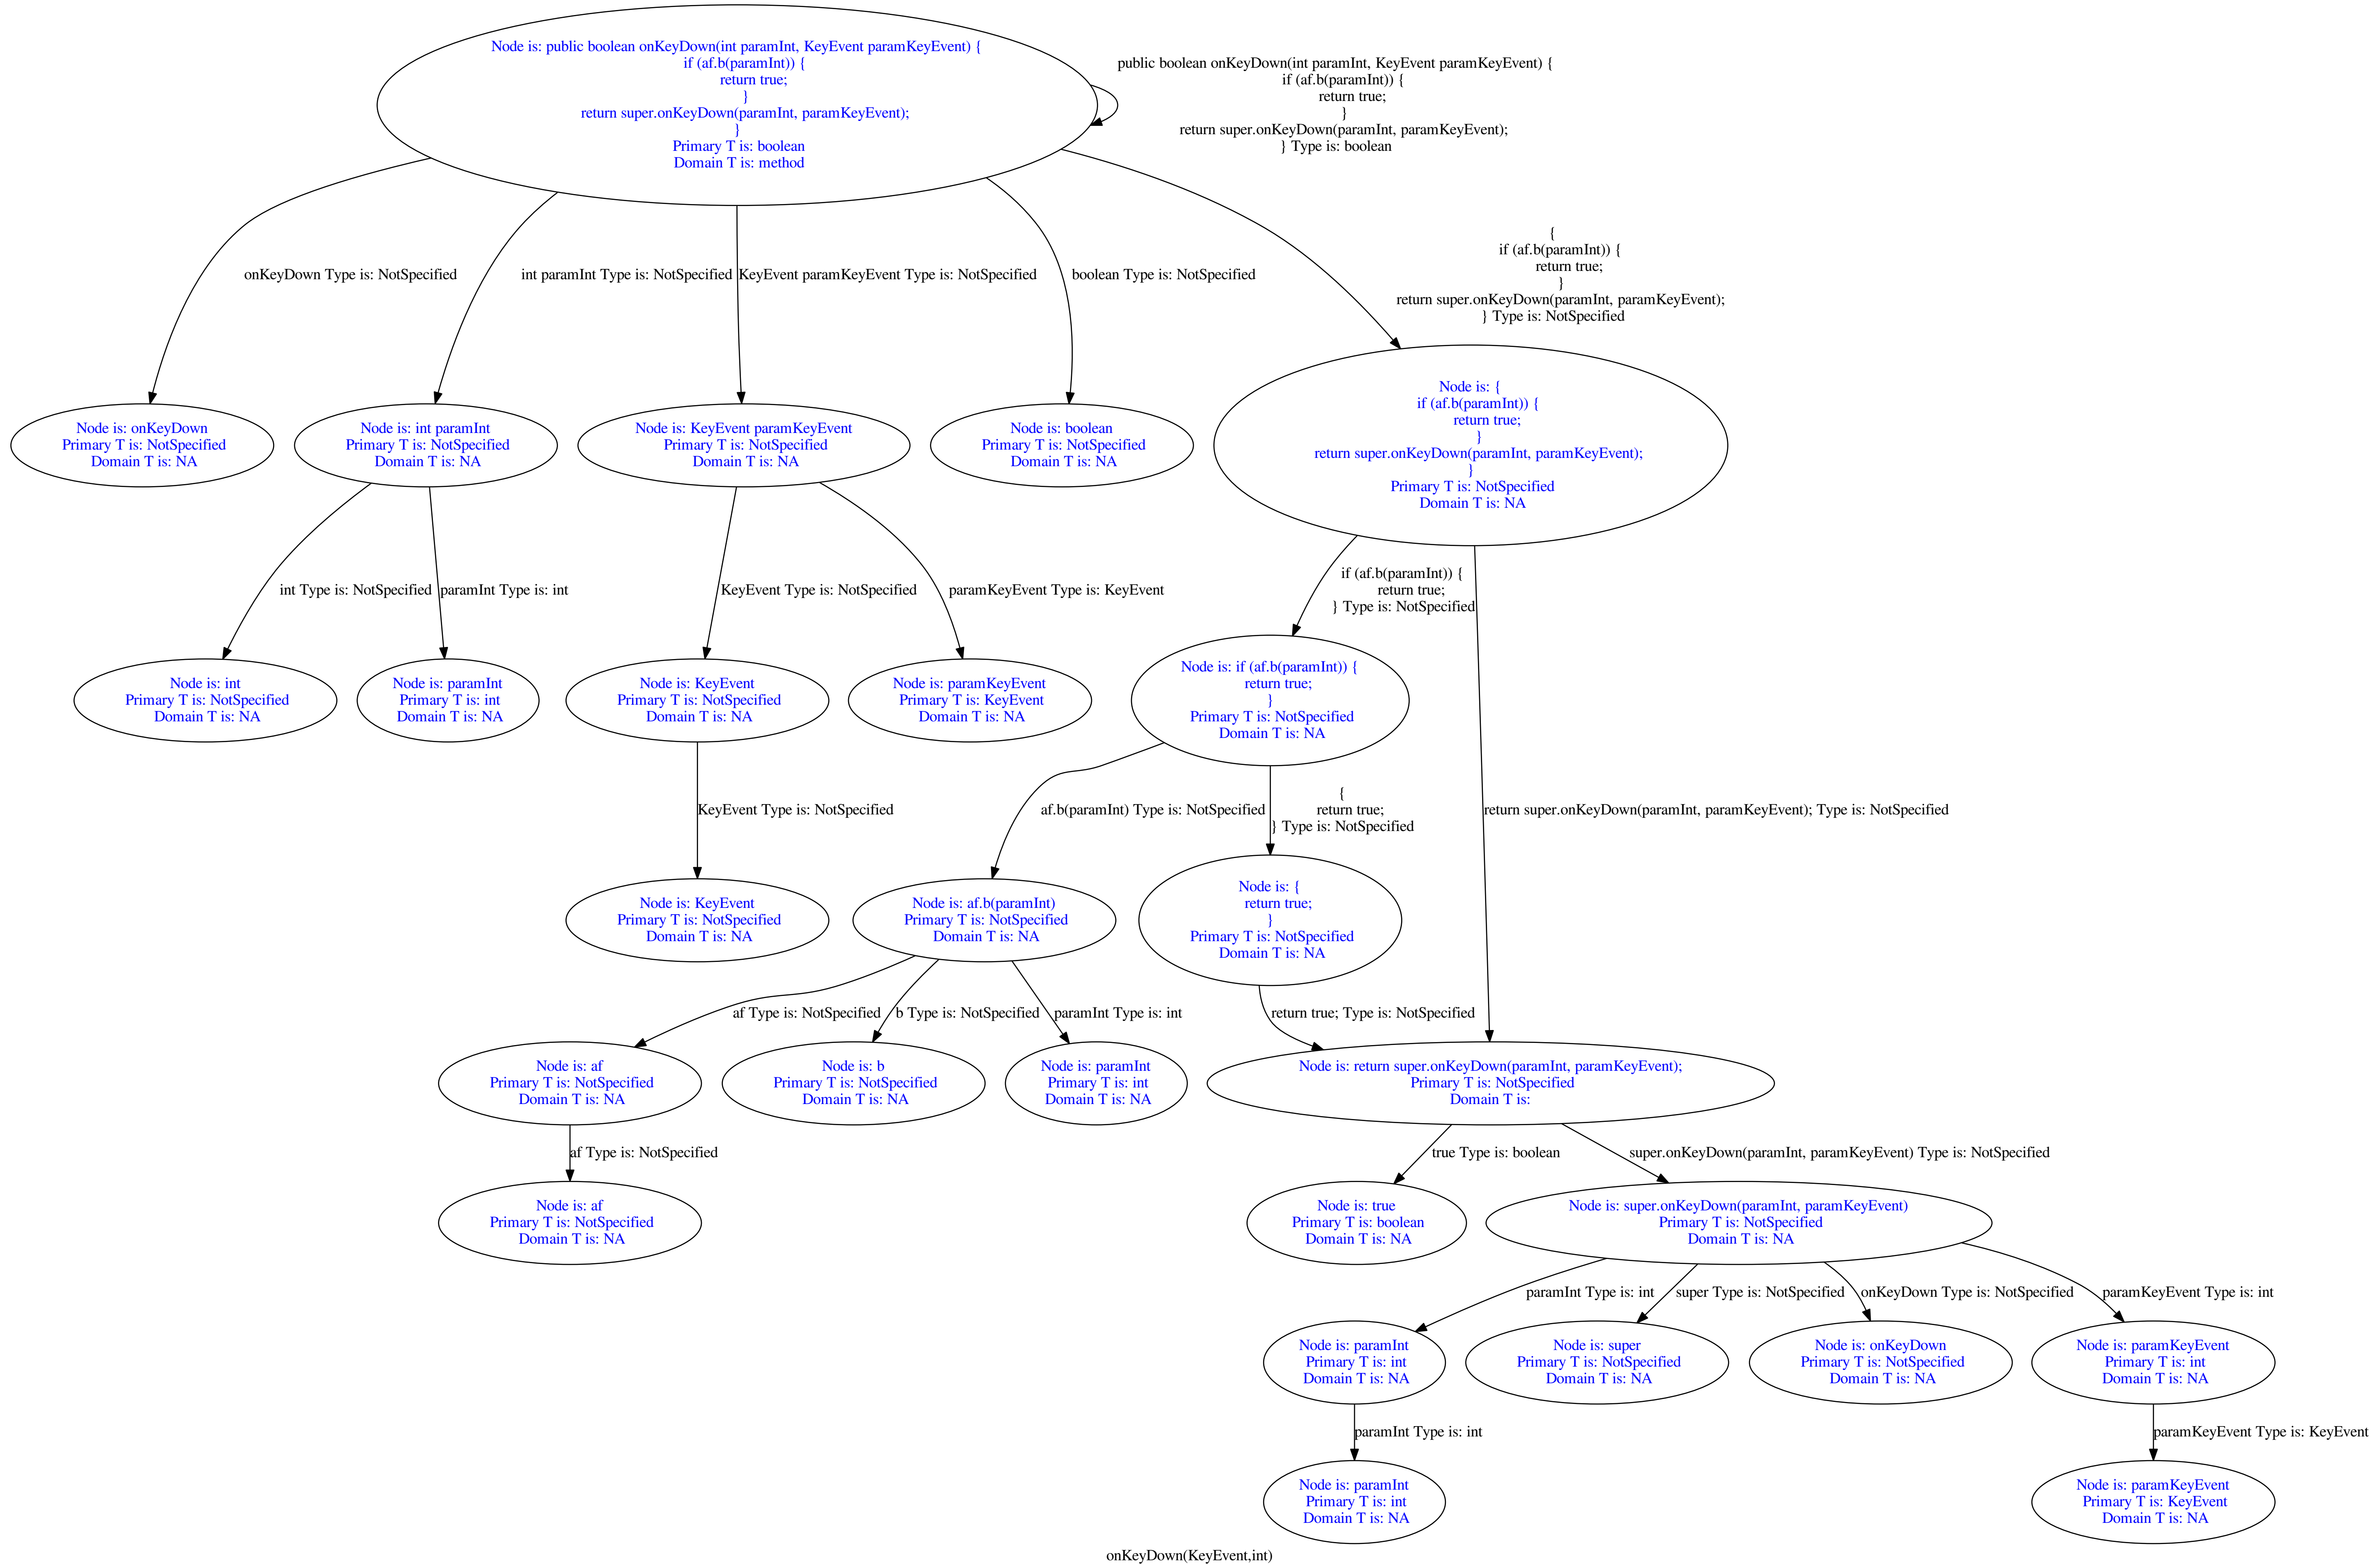 Node is: public boolean onKeyDown(int paramInt, KeyEvent paramKeyEvent) {
if (af.b(paramInt)) {
return true;
}
return super.onKeyDown(paramInt, paramKeyEvent);
}
Primary T is: boolean
Domain T is: method
public boolean onKeyDown(int paramInt, KeyEvent paramKeyEvent) {
if (af.b(paramInt)) {
return true;
}
return super.onKeyDown(paramInt, paramKeyEvent);
} Type is: boolean
onKeyDown Type is: NotSpecified
int paramInt Type is: NotSpecified
KeyEvent paramKeyEvent Type is: NotSpecified
boolean Type is: NotSpecified
{
if (af.b(paramInt)) {
return true;
}
return super.onKeyDown(paramInt, paramKeyEvent);
} Type is: NotSpecified
Node is: onKeyDown
Primary T is: NotSpecified
Domain T is: NA
Node is: int paramInt
Primary T is: NotSpecified
Domain T is: NA
Node is: KeyEvent paramKeyEvent
Primary T is: NotSpecified
Domain T is: NA
Node is: boolean
Primary T is: NotSpecified
Domain T is: NA
Node is: {
if (af.b(paramInt)) {
return true;
}
return super.onKeyDown(paramInt, paramKeyEvent);
}
Primary T is: NotSpecified
Domain T is: NA
int Type is: NotSpecified
paramInt Type is: int
KeyEvent Type is: NotSpecified
paramKeyEvent Type is: KeyEvent
if (af.b(paramInt)) {
return true;
} Type is: NotSpecified
Node is: int
Primary T is: NotSpecified
Domain T is: NA
Node is: paramInt
Primary T is: int
Domain T is: NA
Node is: KeyEvent
Primary T is: NotSpecified
Domain T is: NA
Node is: paramKeyEvent
Primary T is: KeyEvent
Domain T is: NA
Node is: if (af.b(paramInt)) {
return true;
}
Primary T is: NotSpecified
Domain T is: NA
KeyEvent Type is: NotSpecified
af.b(paramInt) Type is: NotSpecified
{
return true;
} Type is: NotSpecified
return super.onKeyDown(paramInt, paramKeyEvent); Type is: NotSpecified
Node is: KeyEvent
Primary T is: NotSpecified
Domain T is: NA
Node is: af.b(paramInt)
Primary T is: NotSpecified
Domain T is: NA
Node is: {
return true;
}
Primary T is: NotSpecified
Domain T is: NA
af Type is: NotSpecified
b Type is: NotSpecified
paramInt Type is: int
return true; Type is: NotSpecified
Node is: af
Primary T is: NotSpecified
Domain T is: NA
Node is: b
Primary T is: NotSpecified
Domain T is: NA
Node is: paramInt
Primary T is: int
Domain T is: NA
Node is: return super.onKeyDown(paramInt, paramKeyEvent);
Primary T is: NotSpecified
Domain T is:
af Type is: NotSpecified
true Type is: boolean
super.onKeyDown(paramInt, paramKeyEvent) Type is: NotSpecified
Node is: af
Primary T is: NotSpecified
Domain T is: NA
Node is: true
Primary T is: boolean
Domain T is: NA
Node is: super.onKeyDown(paramInt, paramKeyEvent)
Primary T is: NotSpecified
Domain T is: NA
paramInt Type is: int
super Type is: NotSpecified
onKeyDown Type is: NotSpecified
paramKeyEvent Type is: int
Node is: paramInt
Primary T is: int
Domain T is: NA
Node is: super
Primary T is: NotSpecified
Domain T is: NA
Node is: onKeyDown
Primary T is: NotSpecified
Domain T is: NA
Node is: paramKeyEvent
Primary T is: int
Domain T is: NA
paramInt Type is: int
paramKeyEvent Type is: KeyEvent
Node is: paramInt
Primary T is: int
Domain T is: NA
Node is: paramKeyEvent
Primary T is: KeyEvent
Domain T is: NA
onKeyDown(KeyEvent,int)